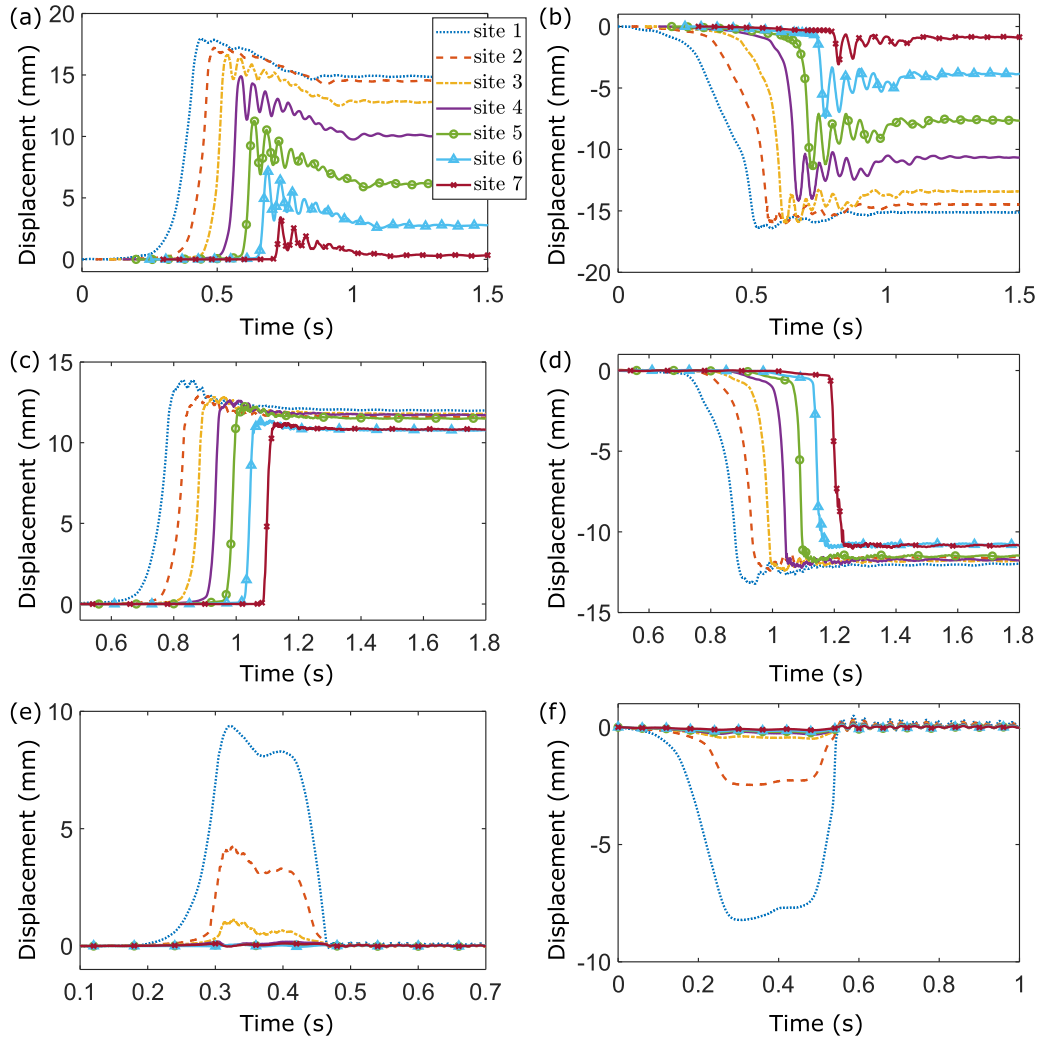 (a)
20
15
10
5
0
Displacement (mm)
0
0.5
1
1.5
Time (s)
site 1
site 2
site 3
site 4
site 5
site 6
site 7
(b)
0
-5
-10
-15
-20
Displacement (mm)
0
0.5
1
1.5
Time (s)
(c)
15
10
5
0
Displacement (mm)
0.6
0.8
1
1.2
1.4
1.6
1.8
Time (s)
(d)
0
-5
-10
-15
Displacement (mm)
0.6
0.8
1
1.2
1.4
1.6
1.8
Time (s)
(e)
10
5
0
Displacement (mm)
0.1
0.2
0.3
0.4
0.5
0.6
0.7
Time (s)
(f)
0
-5
-10
Displacement (mm)
0
0.2
0.4
0.6
0.8
1
Time (s)